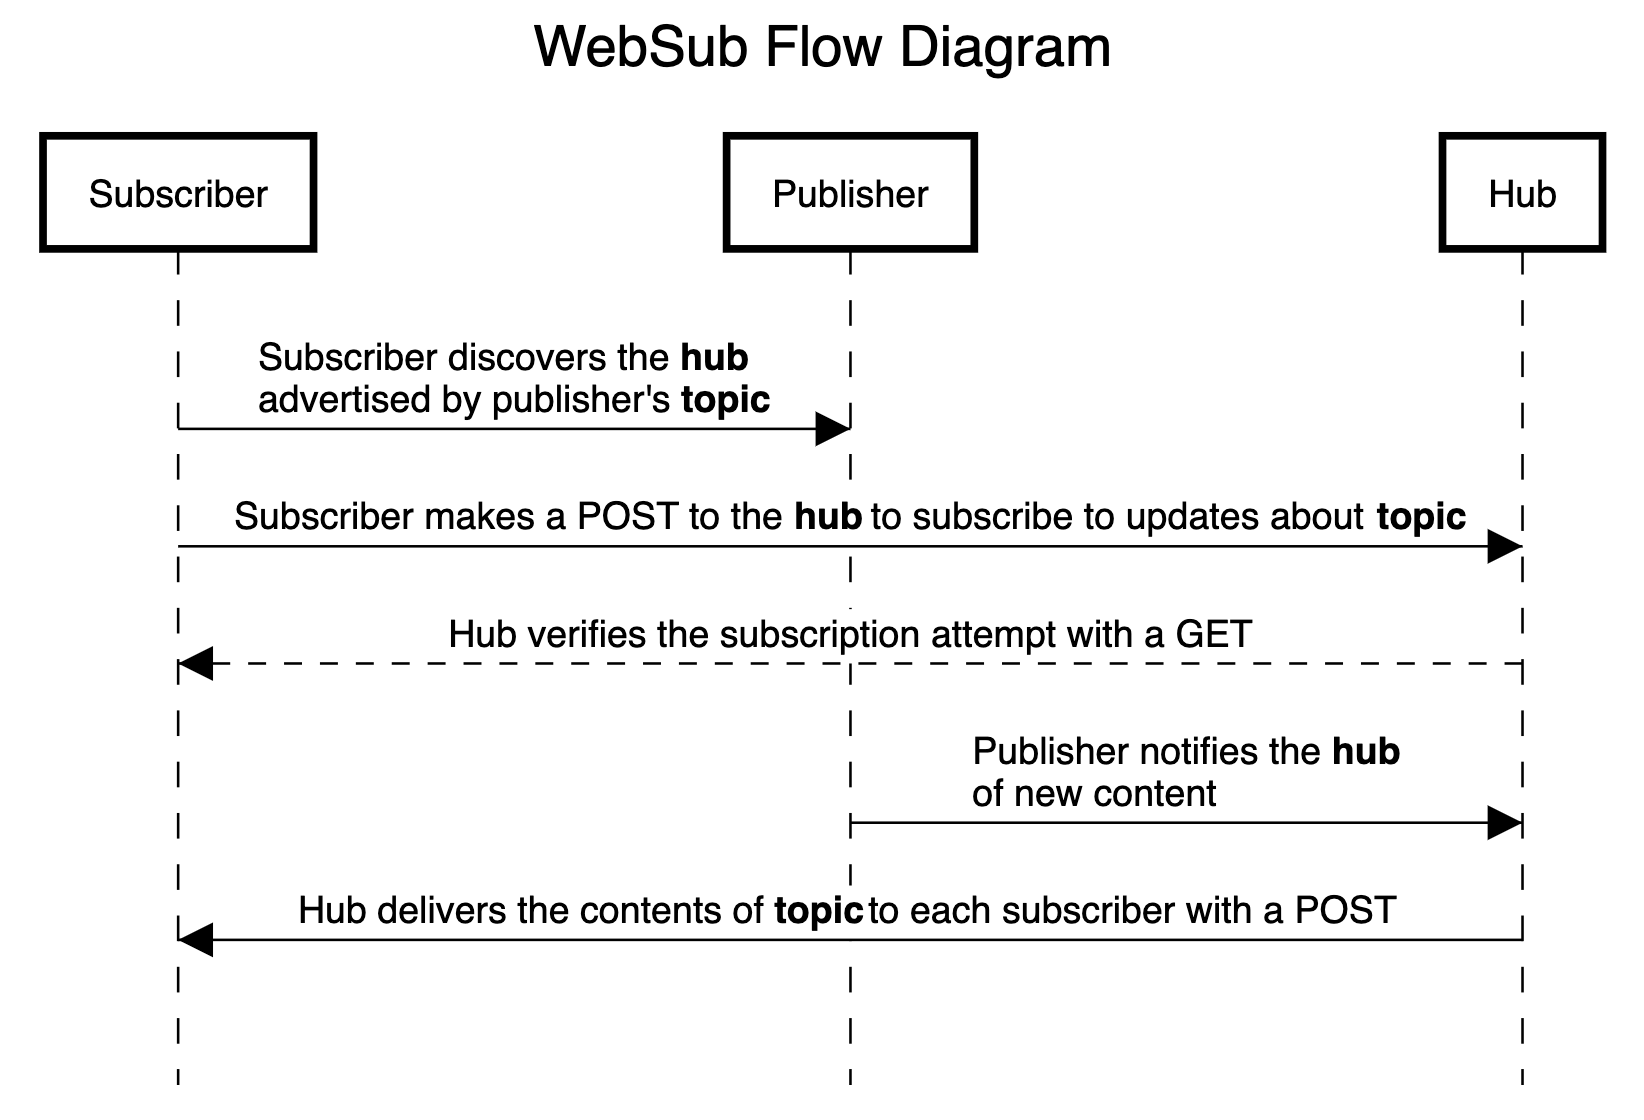 WebSub Flow Diagram
Subscriber
Publisher
Hub
Subscriber discovers the hub
advertised by publisher's topic
Subscriber makes a POST to the hub to subscribe to updates about topic
Hub verifies the subscription attempt with a GET
Publisher notifies the hub
of new content
Hub delivers the contents of topic to each subscriber with a POST